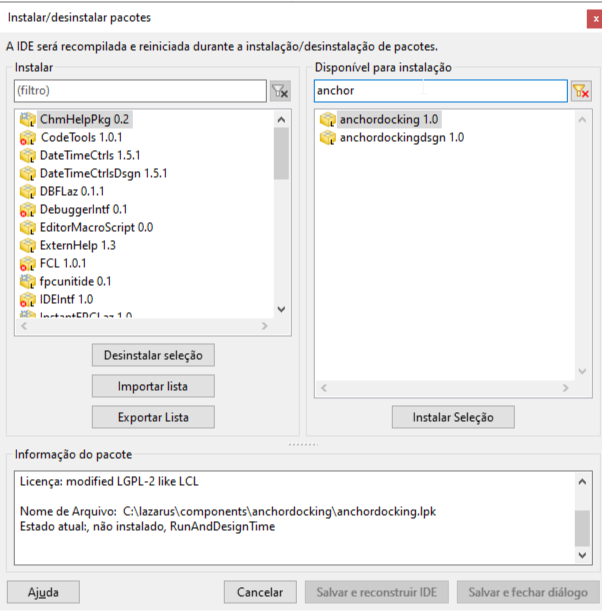 Instalar/desinstalar pacotes
x
A IDE será recompilada e reiniciada durante a instalação/desinstalação de pacotes.
Instalar
(filtro)
ChmHelpPkg 0.2
CodeTools 1.0.1
DateTimeCtrls 1.5.1
DateTimeCtrlsDsgn 1.5.1
DBFLaz 0.1.1
DebuggerIntf 0.1
EditorMacroScript 0.0
ExternHelp 1.3
FCL 1.0.1
fpcunitide 0.1
IDEIntf 1.0
InstantFPCLaz 1.0
Desinstalar seleção
Importar lista
Exportar Lista
Disponível para instalação
anchor
anchordocking 1.0
anchordockingdsgn 1.0
Instalar Seleção
Informação do pacote
Licença: modified LGPL-2 like LCL
Nome de Arquivo:  C:\lazarus\components\anchordocking\anchordocking.lpk
Estado atual:, não instalado, RunAndDesignTime
Ajuda
Cancelar
Salvar e reconstruir IDE
Salvar e fechar diálogo